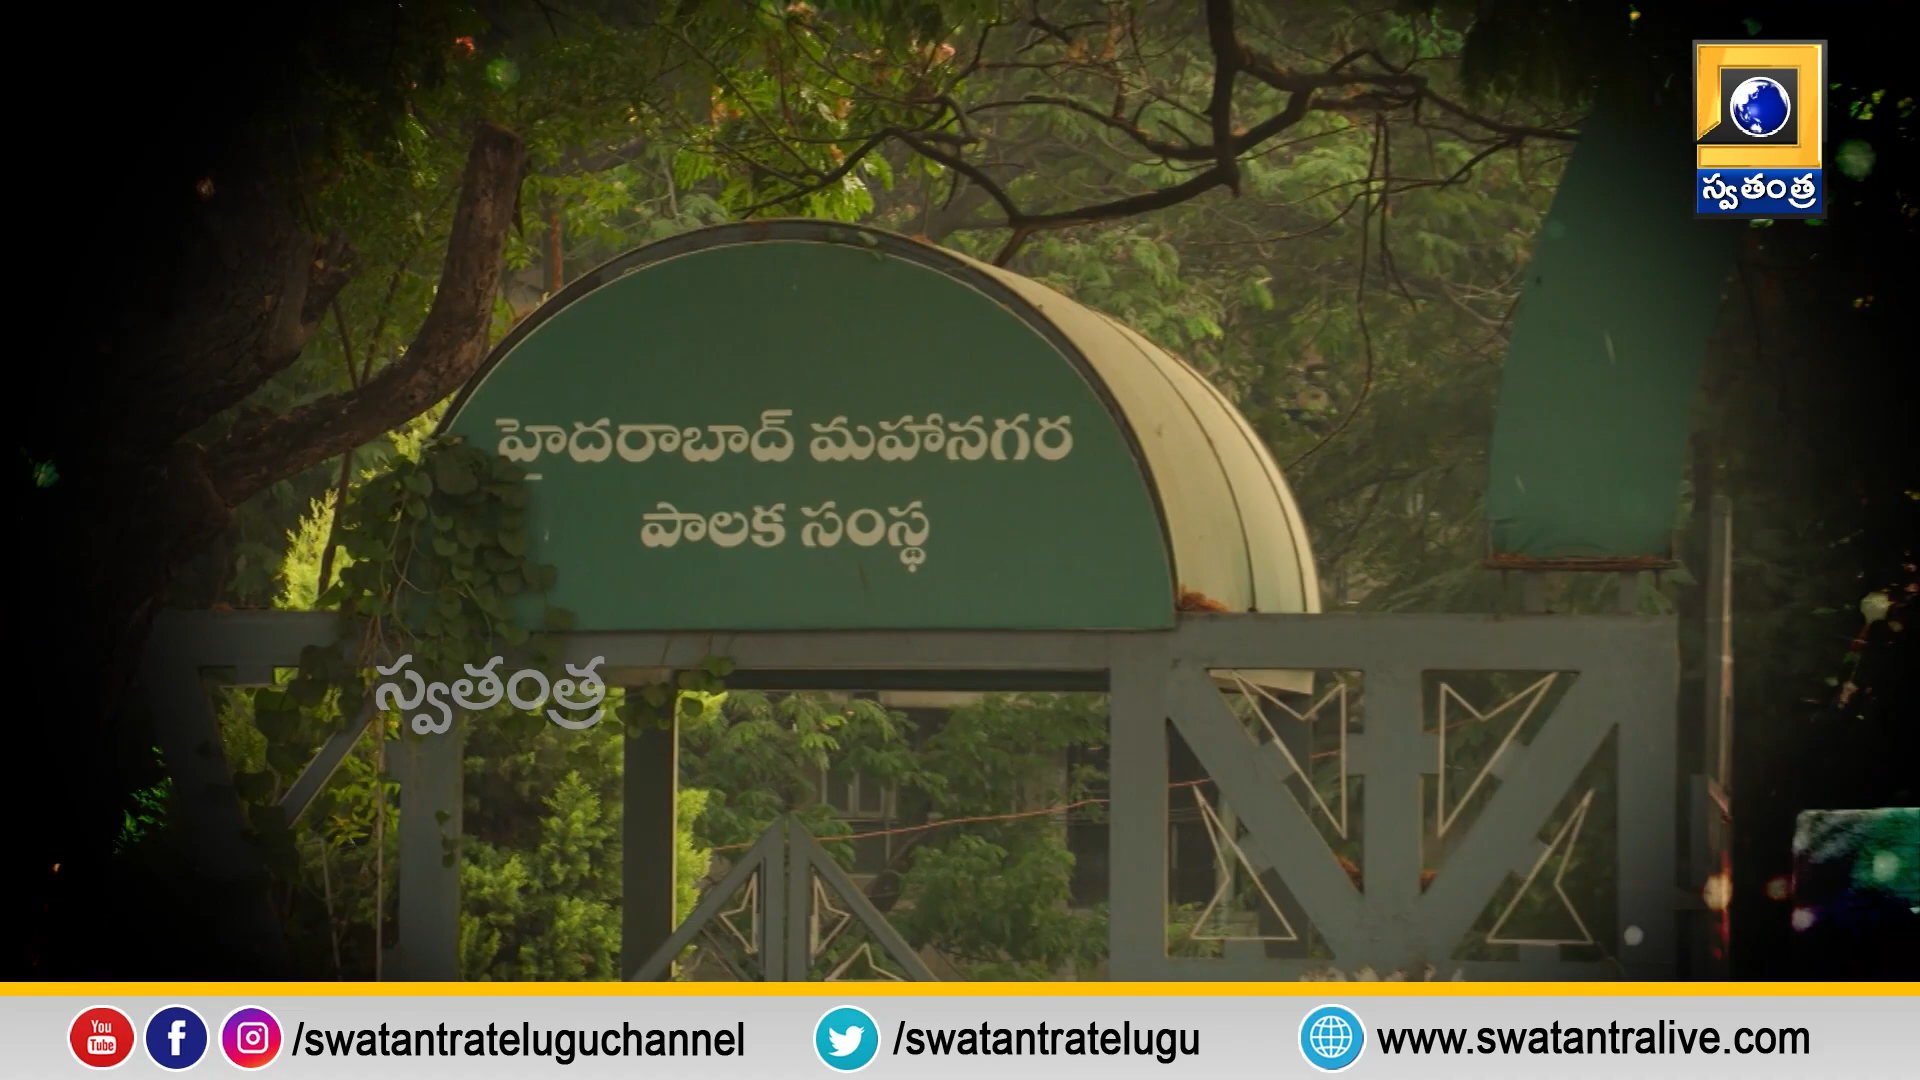 స్వతంత్ర
హైదరాబాద్ మహానగర
పాలక సంస్థ
స్వతంత్ర
You
Tube
/swatantrateluguchannel
/swatantratelugu
www.swatantralive.com